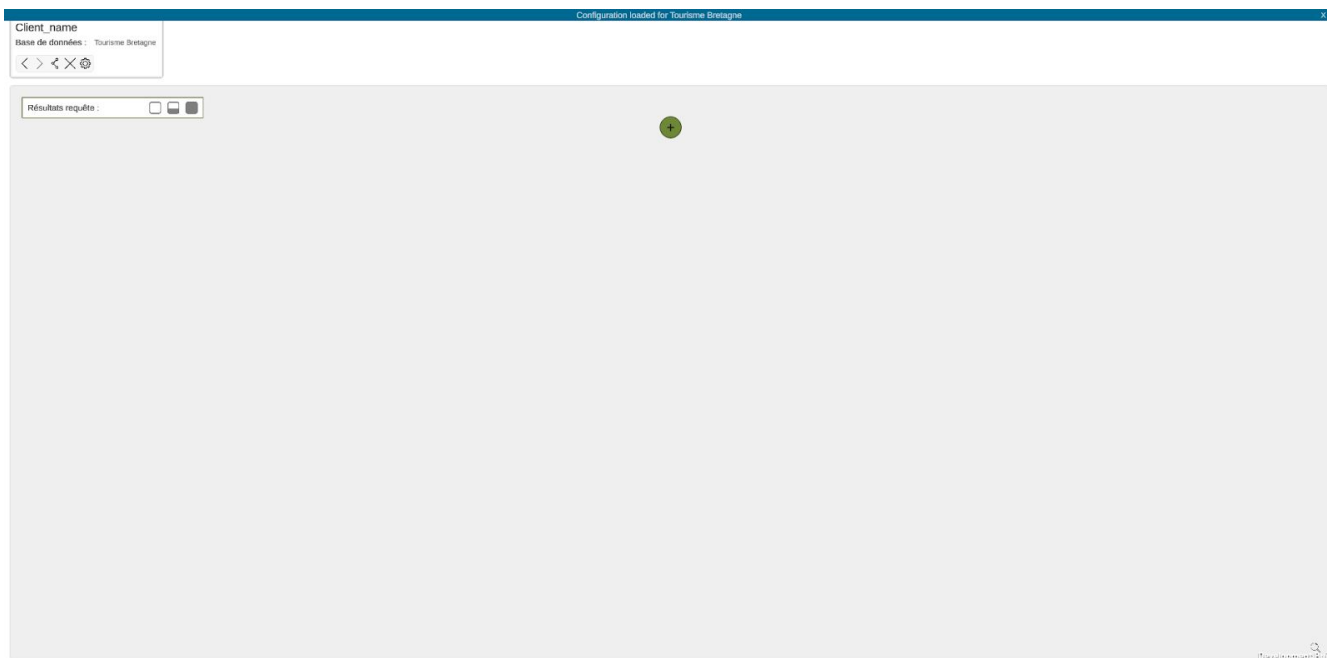 Configuration loaded for Tourisme Bretagne X
Client_name
Base de données : Tourisme Bretagne
Résultats requête :
+